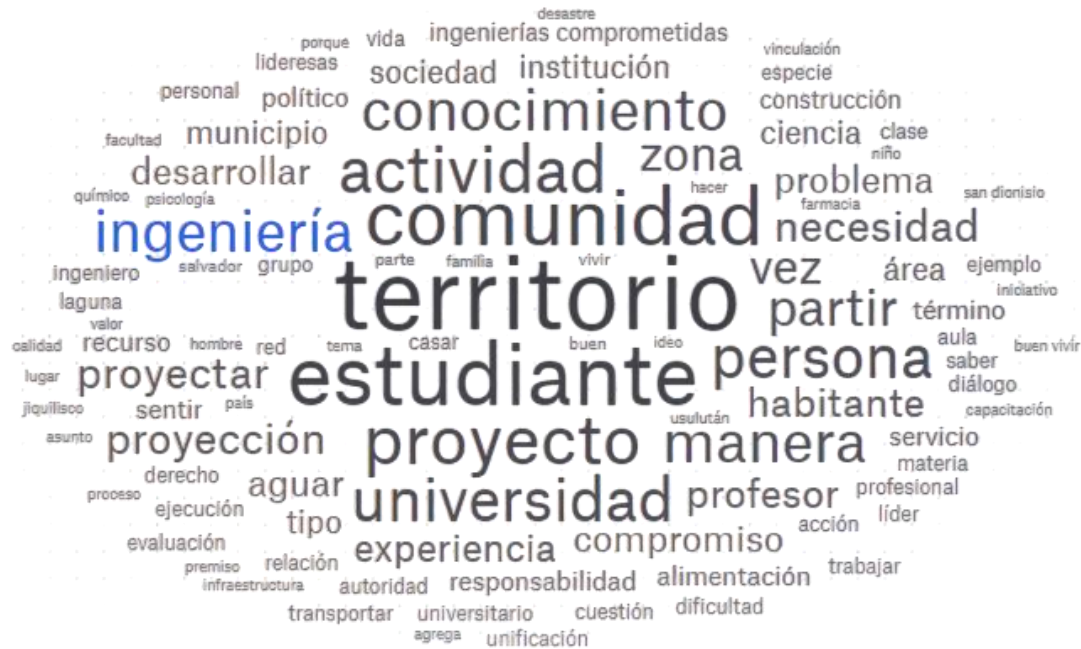 desastre
porque vida ingenierías comprometidas
vinculación
lideresas sociedad institución especie
personal político conocimiento construcción
facultad municipio ciencia clase
desarrollar actividad zona niño
químico psicología hacer problema san dionisio
farmacia
ingeniería comunidad necesidad
ingeniero salvador grupo parte familia vivir vez área ejemplo
laguna territorio partir término iniciativo
valor
calidad recurso hombre red tema casar buen ideo aula buen vivir
lugar proyectar estudiante persona saber
diálogo
jiquilisco sentir país habitante capacitación
usulután
asunto proyección proyecto manera servicio
materia
derecho aguar universidad profesor profesional
proceso ejecución tipo acción líder
evaluación experiencia compromiso
premiso relación trabajar
infraestructura autoridad responsabilidad alimentación
transportar universitario cuestión dificultad
agrega unificación